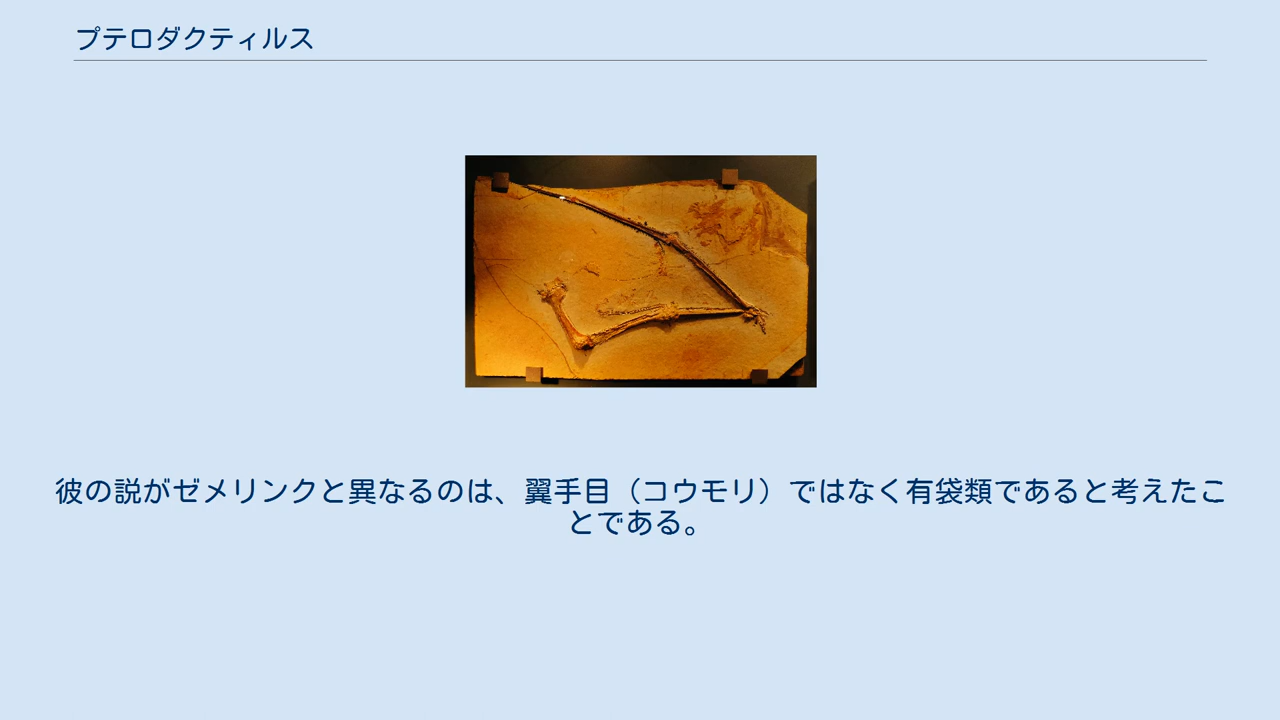 プテロダクティルス
彼の説がゼメリンクと異なるのは、翼手目（コウモリ）ではなく有袋類であると考えたこ
とである。